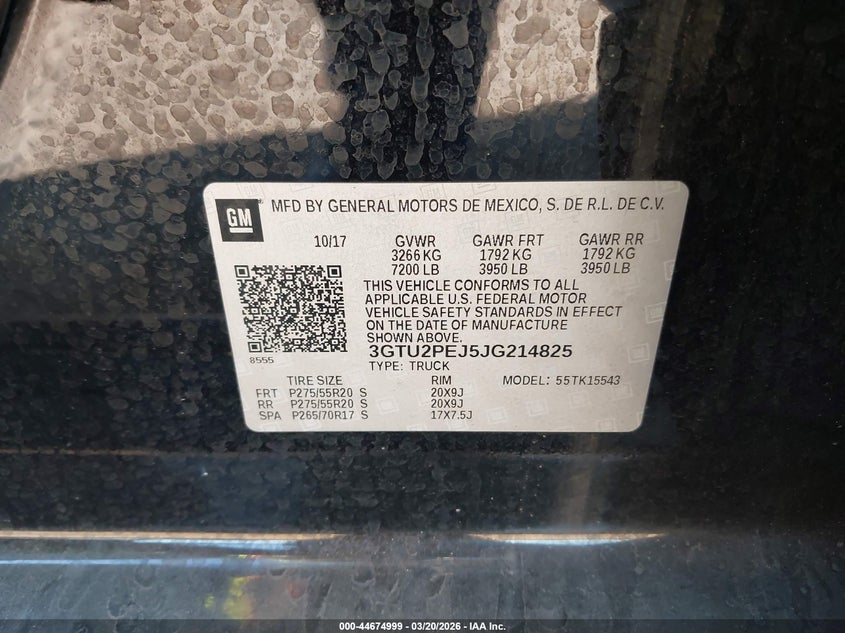 GM
MFD BY GENERAL MOTORS DE MEXICO, S. DE R.L. DE C.V.
10/17 GVWR GAWR FRT GAWR RR
3266 KG 1792 KG 1792 KG
7200 LB 3950 LB 3950 LB
THIS VEHICLE CONFORMS TO ALL
APPLICABLE U.S. FEDERAL MOTOR
VEHICLE SAFETY STANDARDS IN EFFECT
ON THE DATE OF MANUFACTURE
SHOWN ABOVE.
8555
3GTU2PEJ5JG214825
TYPE: TRUCK
TIRE SIZE RIM MODEL: 55TK15543
FRT P275/55R20 S 20X9J
RR P275/55R20 S 20X9J
SPA P265/70R17 S 17X7.5J
000-44674999 — 03/20/2026 — IAA Inc.